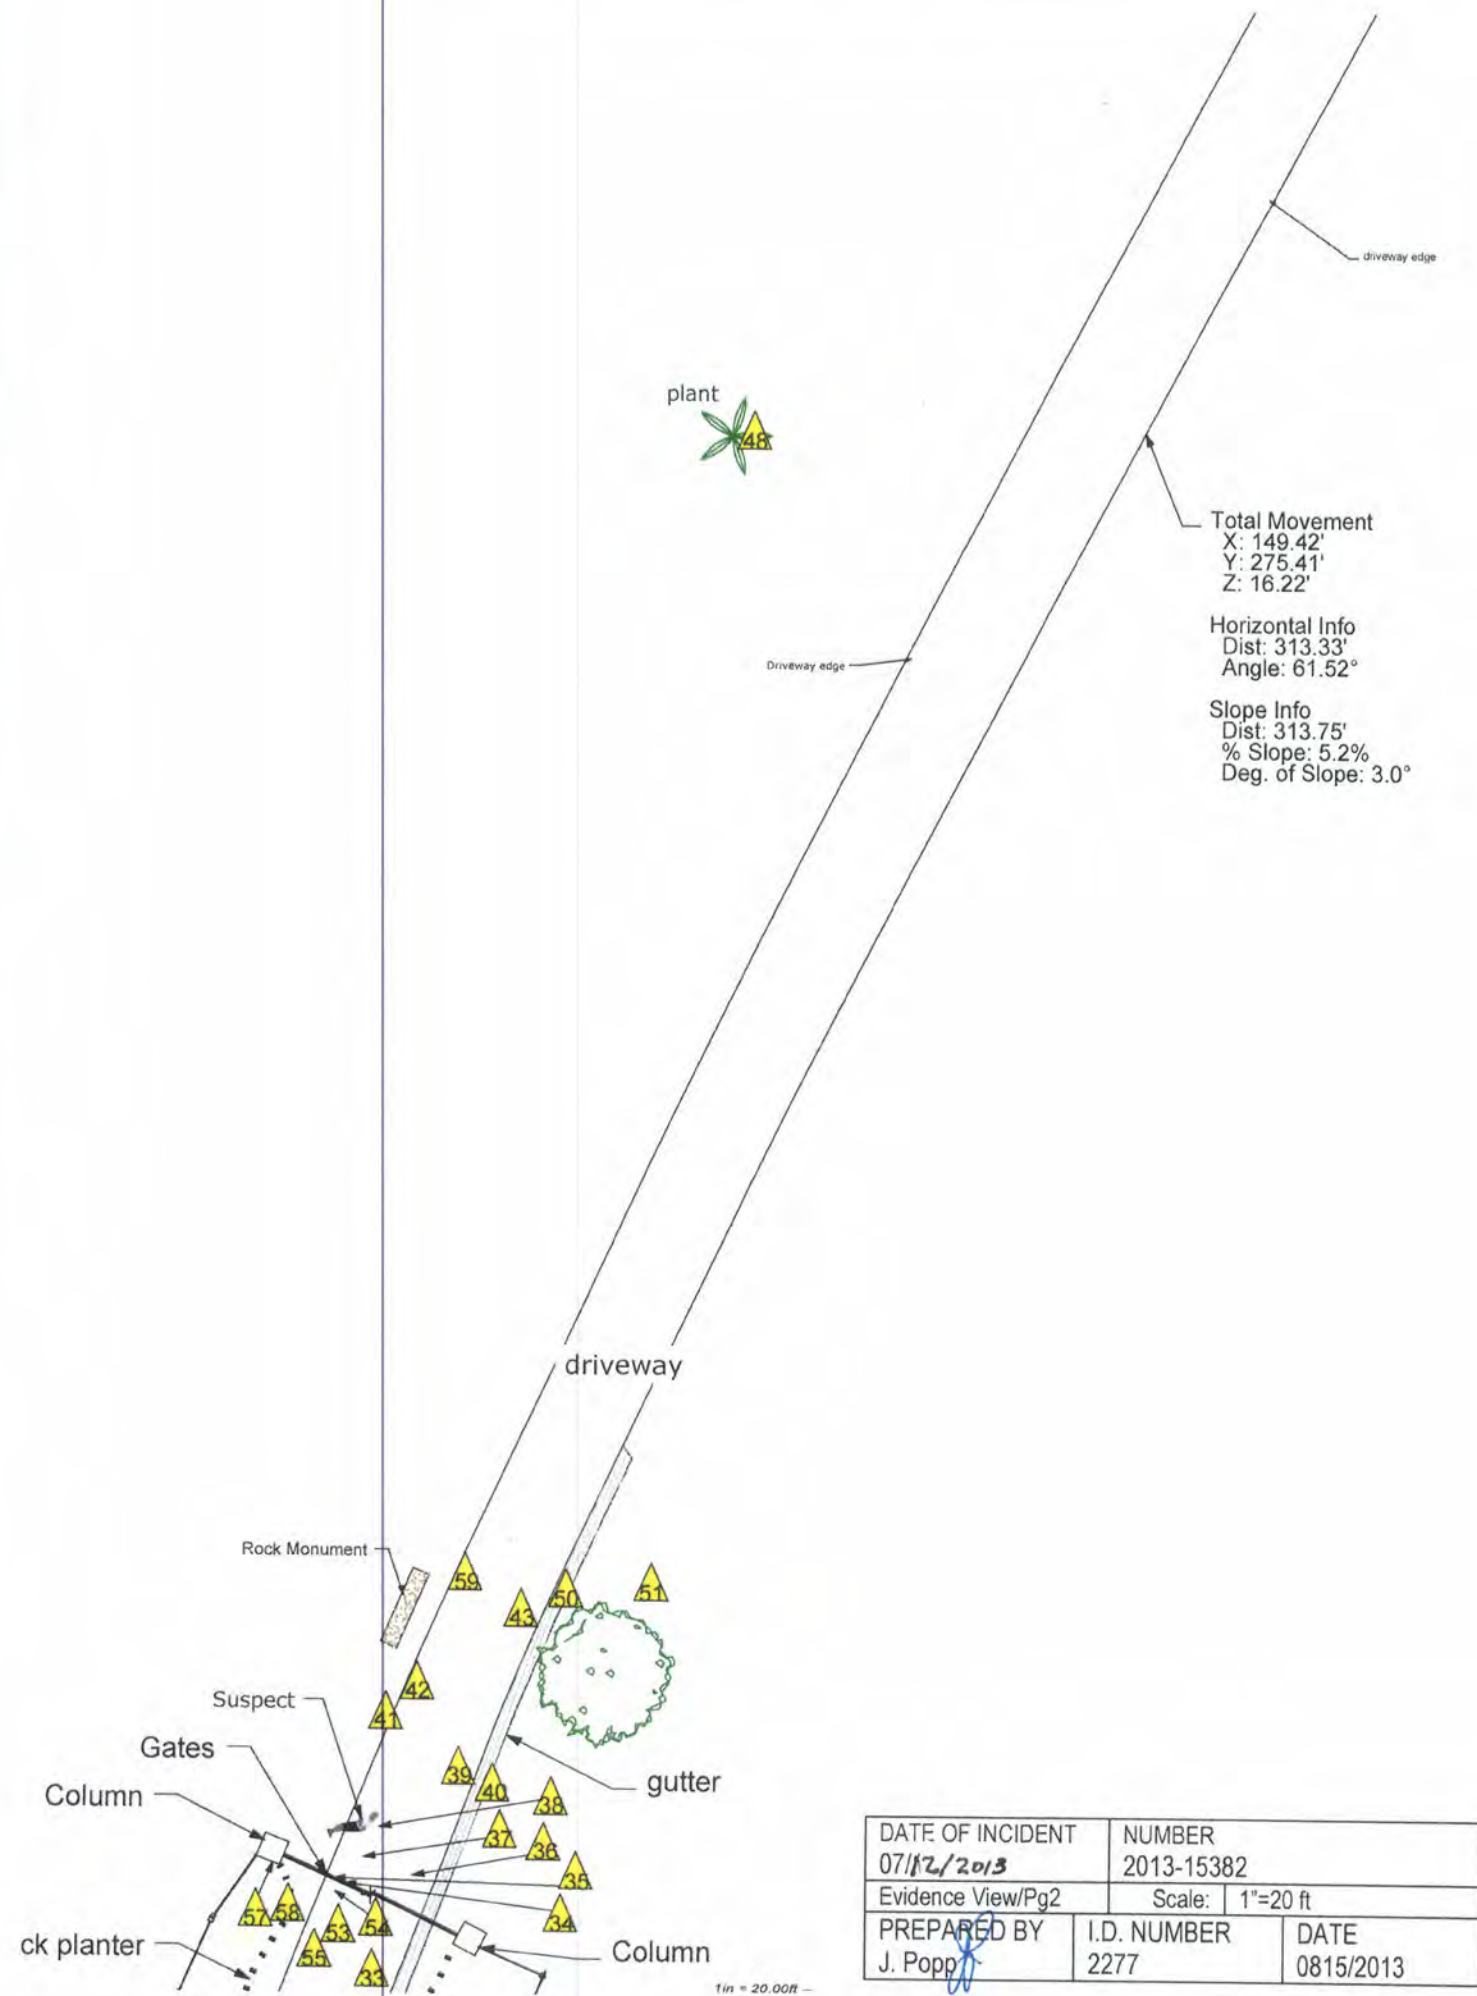 driveway edge
plant
48
Total Movement
X: 149.42'
Y: 275.41'
Z: 16.22'
Horizontal Info
Dist: 313.33'
Angle: 61.52°
Slope Info
Dist: 313.75'
% Slope: 5.2%
Deg. of Slope: 3.0°
Driveway edge
driveway
Rock Monument
59
43
50
51
42
Suspect
41
Gates
39
40
gutter
Column
38
37
36
35
57
58
53
54
34
ck planter
55
33
Column
1in = 20.00ft
DATE OF INCIDENT
07/12/2013
NUMBER
2013-15382
Evidence View/Pg2
Scale: 1"=20 ft
PREPARED BY
J. Popp
I.D. NUMBER
2277
DATE
0815/2013